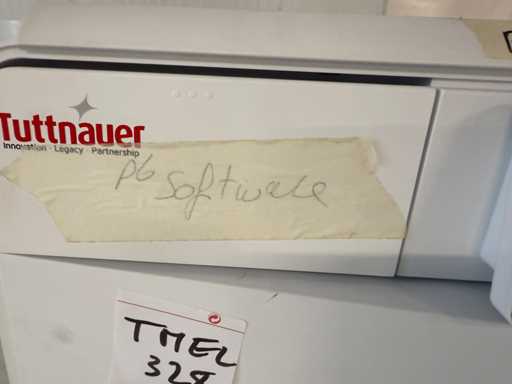 Tuttnauer
Innovation · Legacy · Partnership
p6 Software
TMEL
328